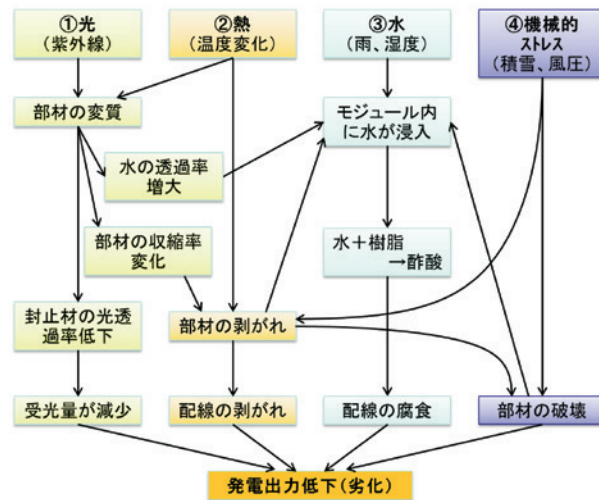 ①光
(紫外線)
②熱
(温度変化)
③水
(雨、湿度)
④機械的
ストレス
(積雪、風圧)
部材の変質
モジュール内
に水が浸入
水の透過率
増大
部材の収縮率
変化
水＋樹脂
→酢酸
封止材の光透
過率低下
部材の剥がれ
受光量が減少
配線の剥がれ
配線の腐食
部材の破壊
発電出力低下(劣化)